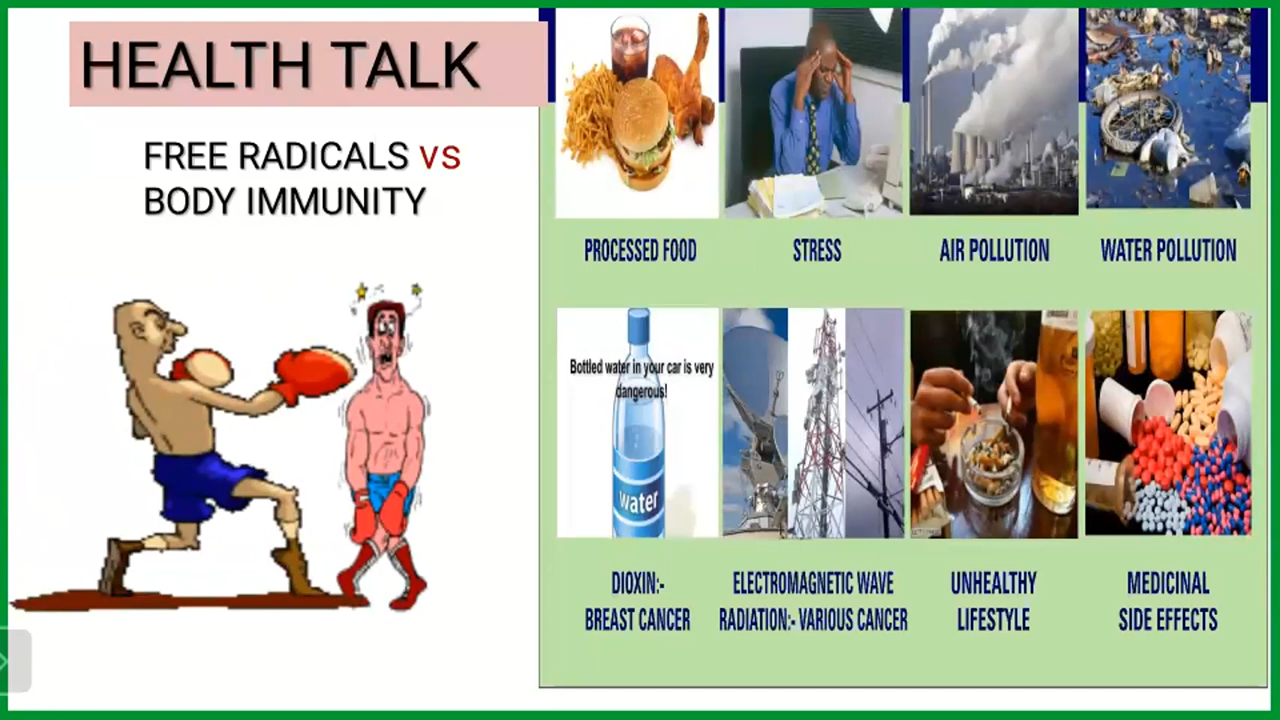 HEALTH TALK
FREE RADICALS VS
BODY IMMUNITY
PROCESSED FOOD
STRESS
AIR POLLUTION
WATER POLLUTION
Bottled water in your car is very
dangerous!
water
DIOXIN:-
BREAST CANCER
ELECTROMAGNETIC WAVE
RADIATION:- VARIOUS CANCER
UNHEALTHY
LIFESTYLE
MEDICINAL
SIDE EFFECTS